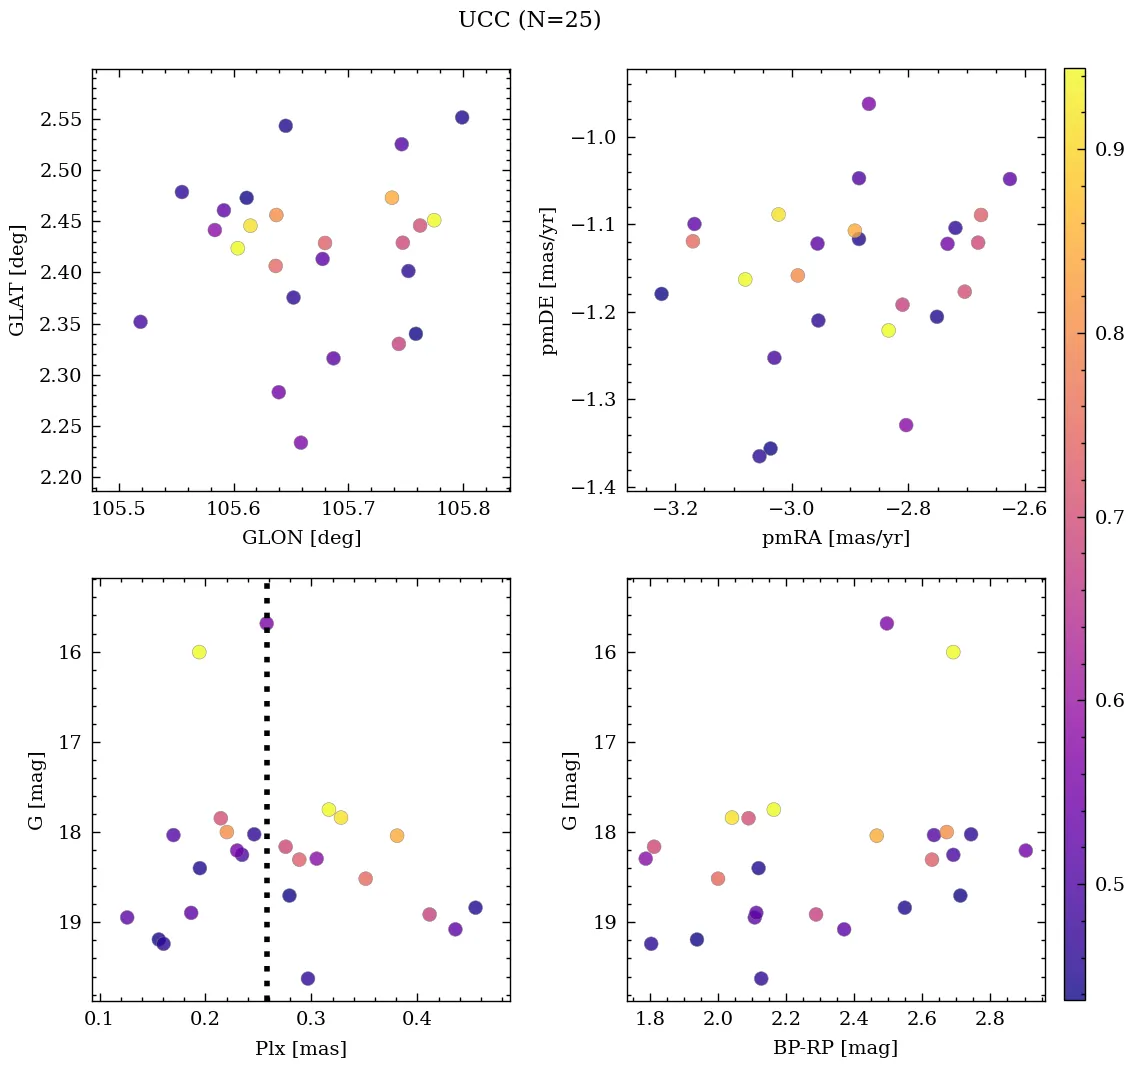 UCC (N=25)
2.55
2.50
2.45
2.40
2.35
2.30
2.25
2.20
GLAT [deg]
105.5 105.6 105.7 105.8
GLON [deg]
−1.0
−1.1
−1.2
−1.3
−1.4
pmDE [mas/yr]
−3.2 −3.0 −2.8 −2.6
pmRA [mas/yr]
16
17
18
19
G [mag]
0.1 0.2 0.3 0.4
Plx [mas]
16
17
18
19
G [mag]
1.8 2.0 2.2 2.4 2.6 2.8
BP-RP [mag]
0.9
0.8
0.7
0.6
0.5